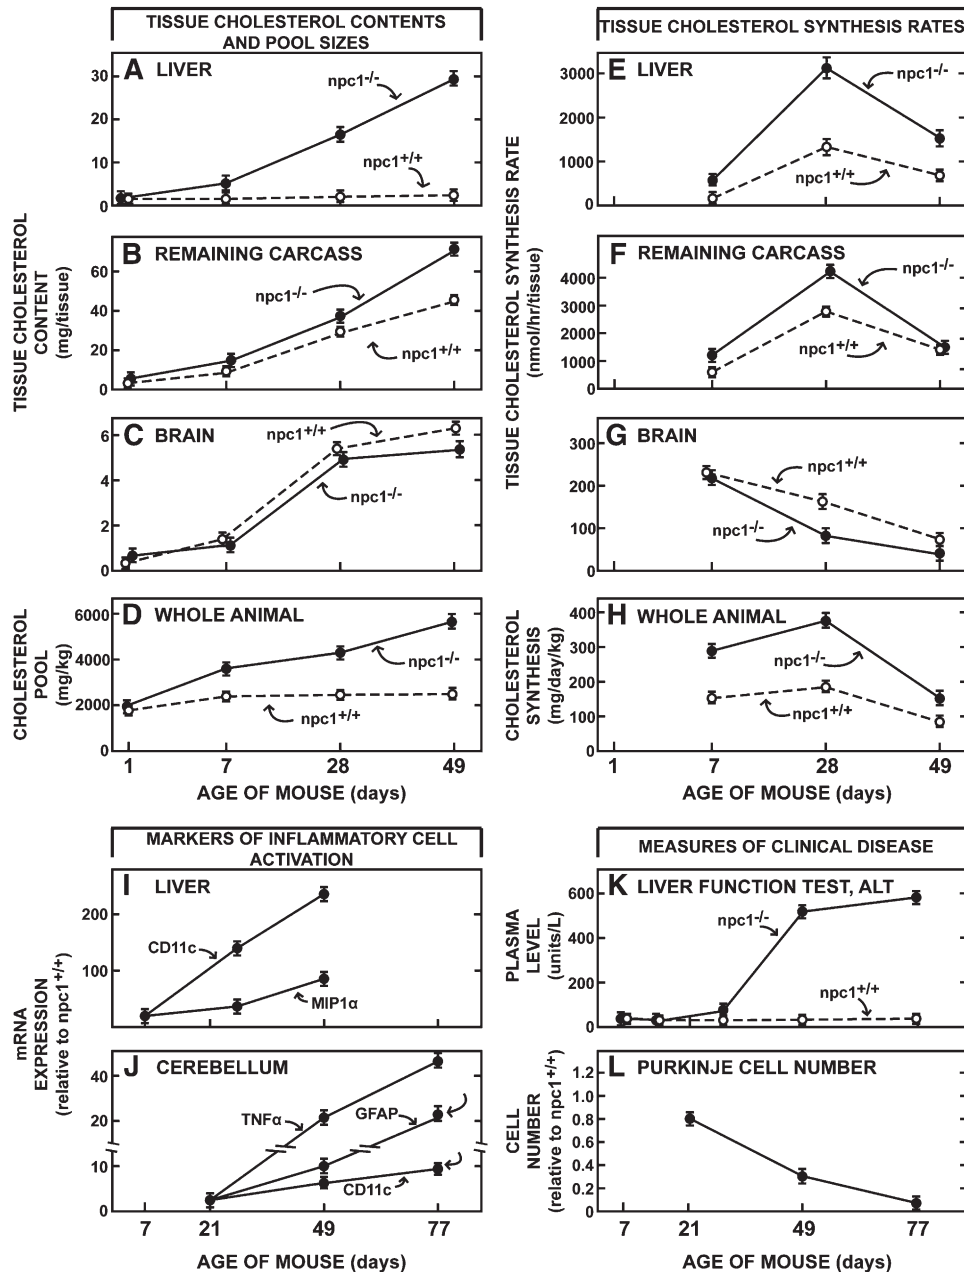 TISSUE CHOLESTEROL CONTENTS
AND POOL SIZES
A LIVER
npc1-/-
npc1+/+
30
20
10
0
B REMAINING CARCASS
npc1-/-
npc1+/+
60
40
20
0
TISSUE CHOLESTEROL
CONTENT
(mg/tissue)
C BRAIN
npc1+/+
npc1-/-
6
4
2
0
D WHOLE ANIMAL
npc1-/-
npc1+/+
6000
4000
2000
0
CHOLESTEROL
POOL
(mg/kg)
1 7 28 49
AGE OF MOUSE (days)
TISSUE CHOLESTEROL SYNTHESIS RATES
E LIVER
npc1-/-
npc1+/+
3000
2000
1000
0
F REMAINING CARCASS
npc1-/-
npc1+/+
4000
3000
2000
1000
0
TISSUE CHOLESTEROL SYNTHESIS RATE
(nmol/hr/tissue)
G BRAIN
npc1+/+
npc1-/-
300
200
100
0
H WHOLE ANIMAL
npc1-/-
npc1+/+
400
300
200
100
0
CHOLESTEROL
SYNTHESIS
(mg/day/kg)
1 7 28 49
AGE OF MOUSE (days)
MARKERS OF INFLAMMATORY CELL
ACTIVATION
I LIVER
CD11c
MIP1α
200
100
mRNA
EXPRESSION
(relative to npc1+/+)
J CEREBELLUM
TNFα
GFAP
CD11c
40
20
10
0
7 21 49 77
AGE OF MOUSE (days)
MEASURES OF CLINICAL DISEASE
K LIVER FUNCTION TEST, ALT
npc1-/-
npc1+/+
600
400
200
0
PLASMA
LEVEL
(units/L)
L PURKINJE CELL NUMBER
1.2
1.0
0.8
0.6
0.4
0.2
0
CELL
NUMBER
(relative to npc1+/+)
7 21 49 77
AGE OF MOUSE (days)